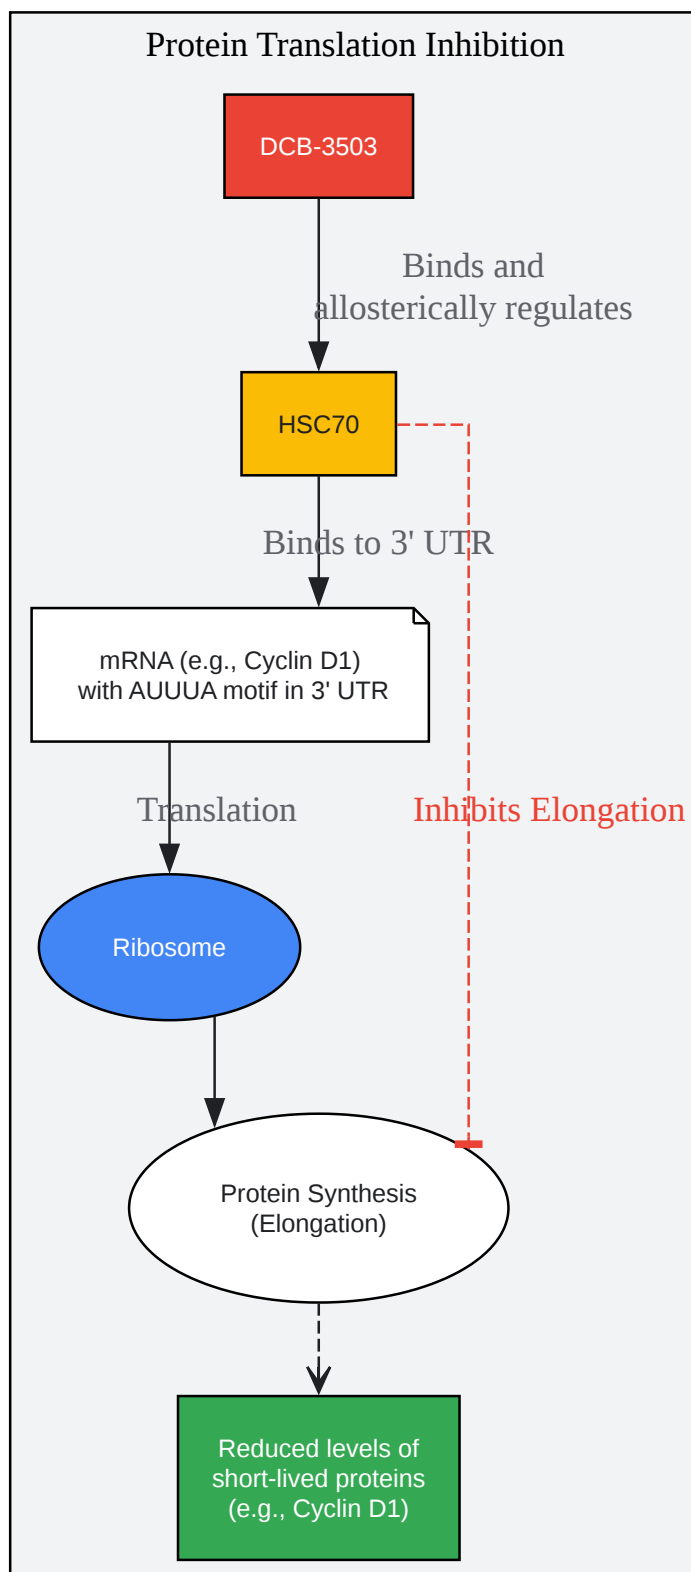 Protein Translation Inhibition
DCB-3503
Binds and
allosterically regulates
HSC70
Binds to 3' UTR
mRNA (e.g., Cyclin D1)
with AUUUA motif in 3' UTR
Translation
Inhibits Elongation
Ribosome
Protein Synthesis
(Elongation)
Reduced levels of
short-lived proteins
(e.g., Cyclin D1)